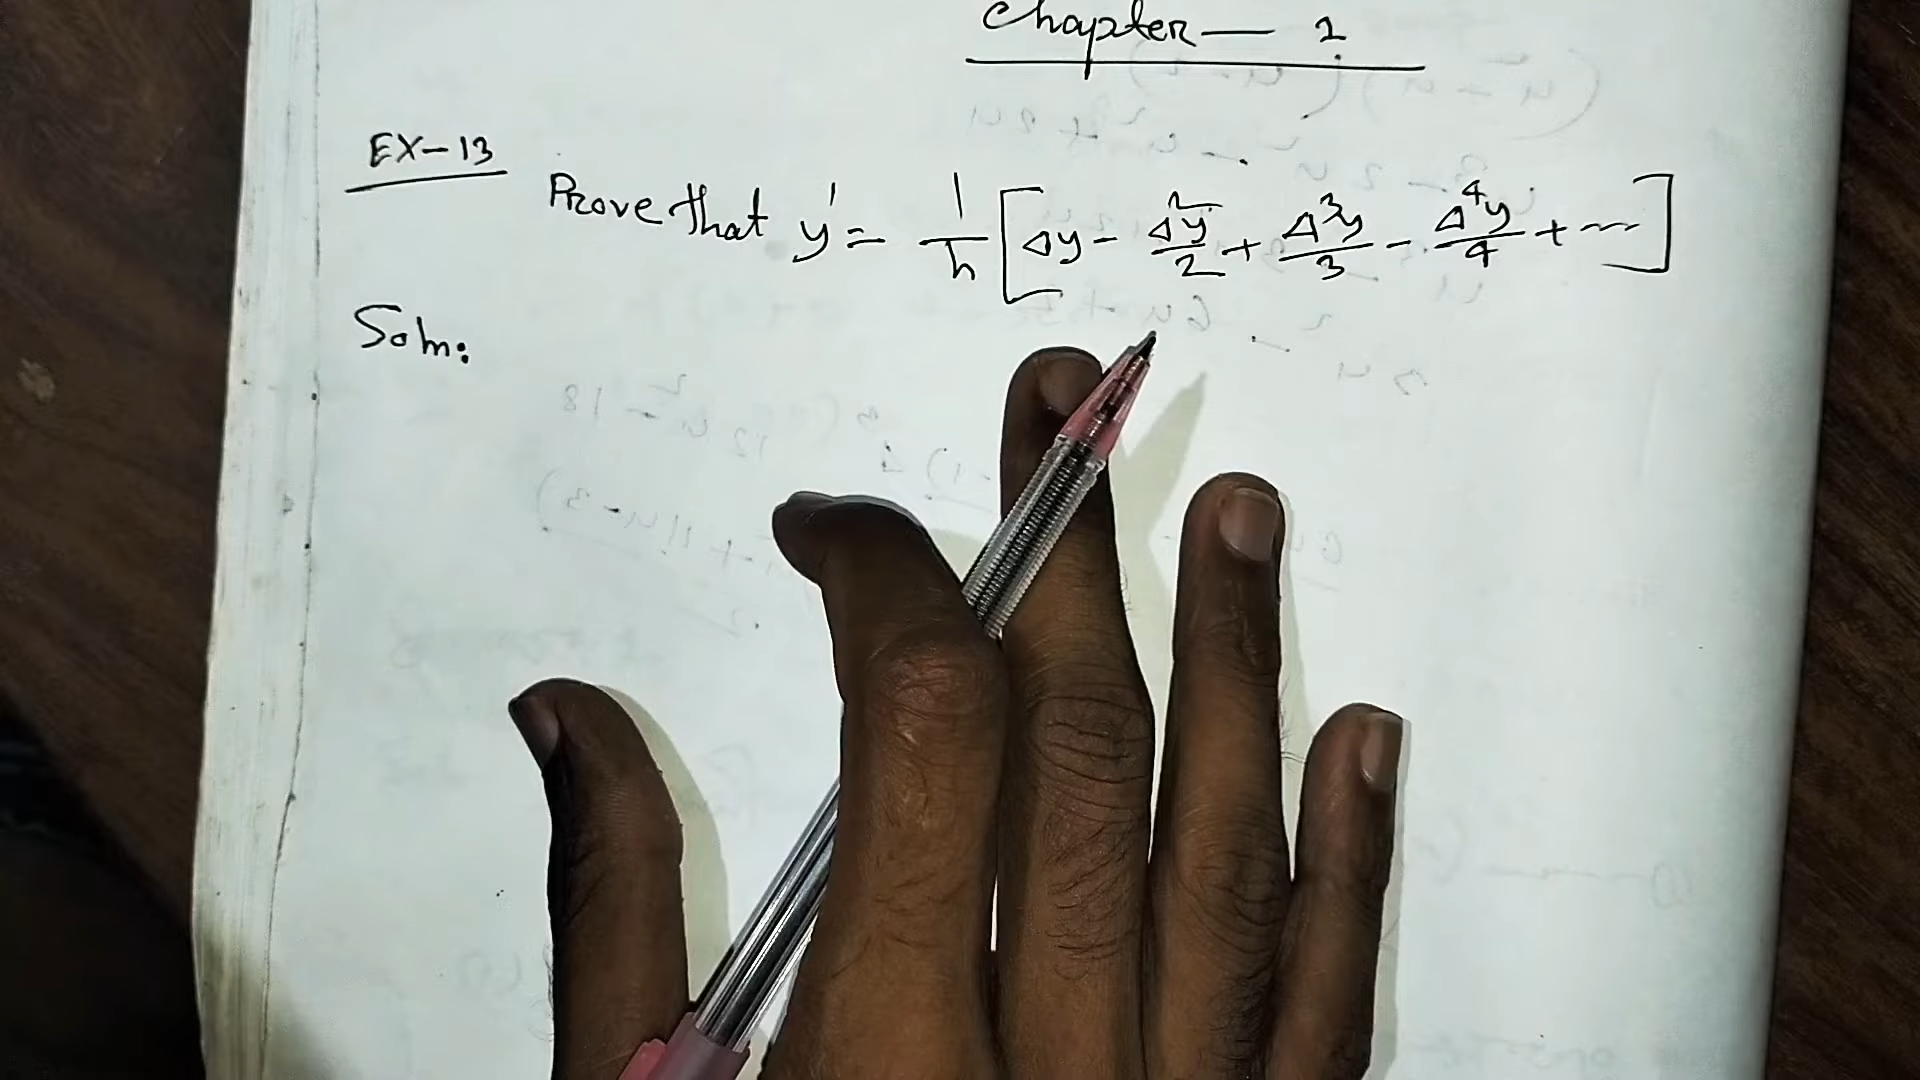 Chapter — 1
EX-13
Prove that y' = 1/h [Δy - Δ²y/2 + Δ³y/3 - Δ⁴y/4 + ---]
Soln: